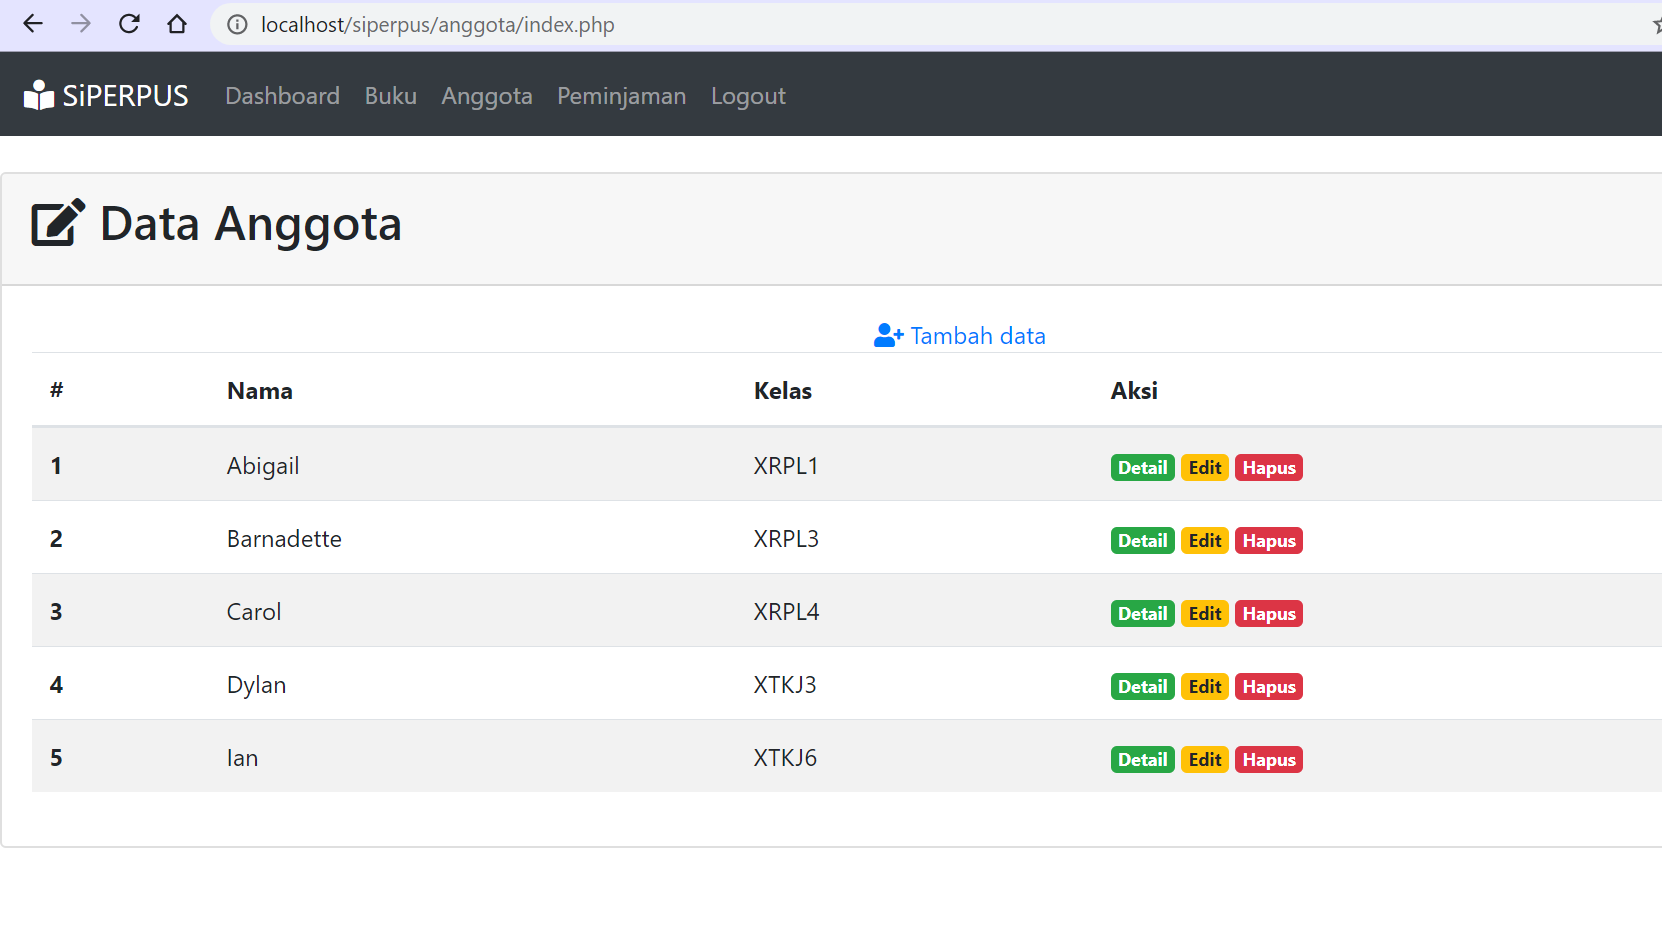 localhost/siperpus/anggota/index.php
SiPERPUS Dashboard Buku Anggota Peminjaman Logout
Data Anggota
Tambah data
# Nama Kelas Aksi
1 Abigail XRPL1 Detail Edit Hapus
2 Barnadette XRPL3 Detail Edit Hapus
3 Carol XRPL4 Detail Edit Hapus
4 Dylan XTKJ3 Detail Edit Hapus
5 Ian XTKJ6 Detail Edit Hapus